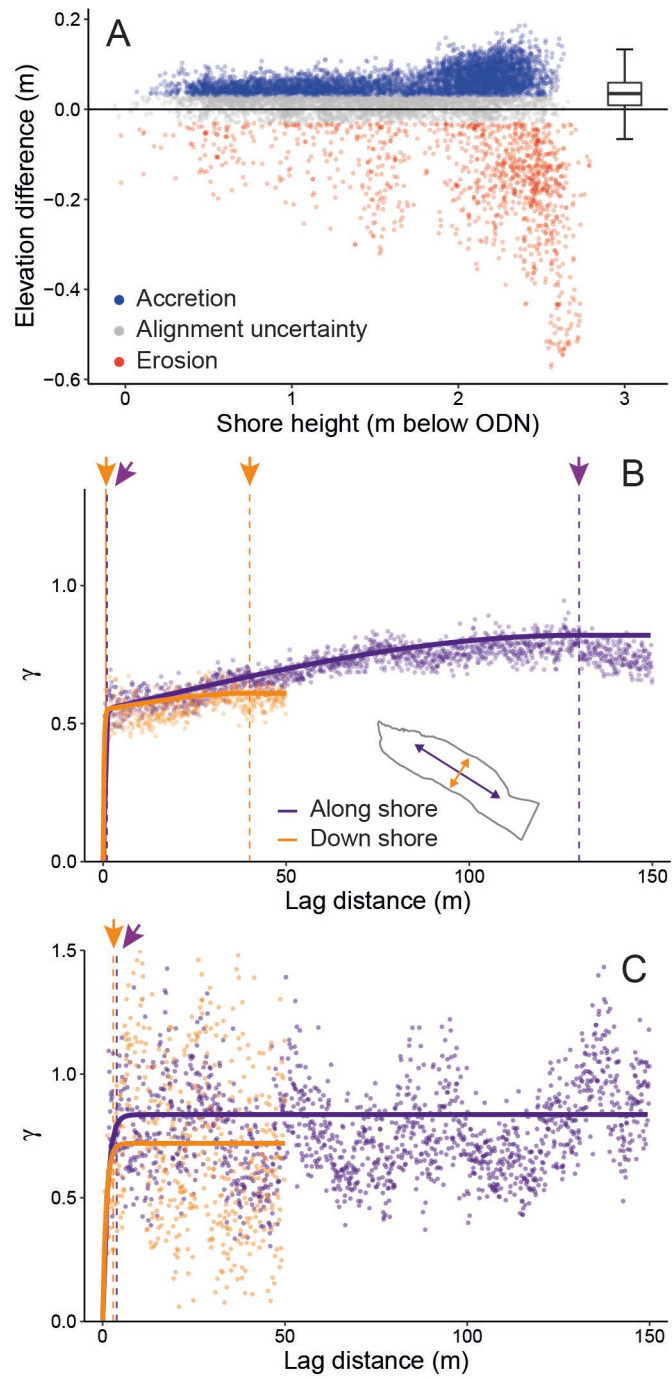 A
0.2
0.0
−0.2
−0.4
−0.6
Elevation difference (m)
Accretion
Alignment uncertainty
Erosion
0 1 2 3
Shore height (m below ODN)
B
1.0
0.5
0.0
γ
Along shore
Down shore
0 50 100 150
Lag distance (m)
C
1.5
1.0
0.5
0.0
γ
0 50 100 150
Lag distance (m)